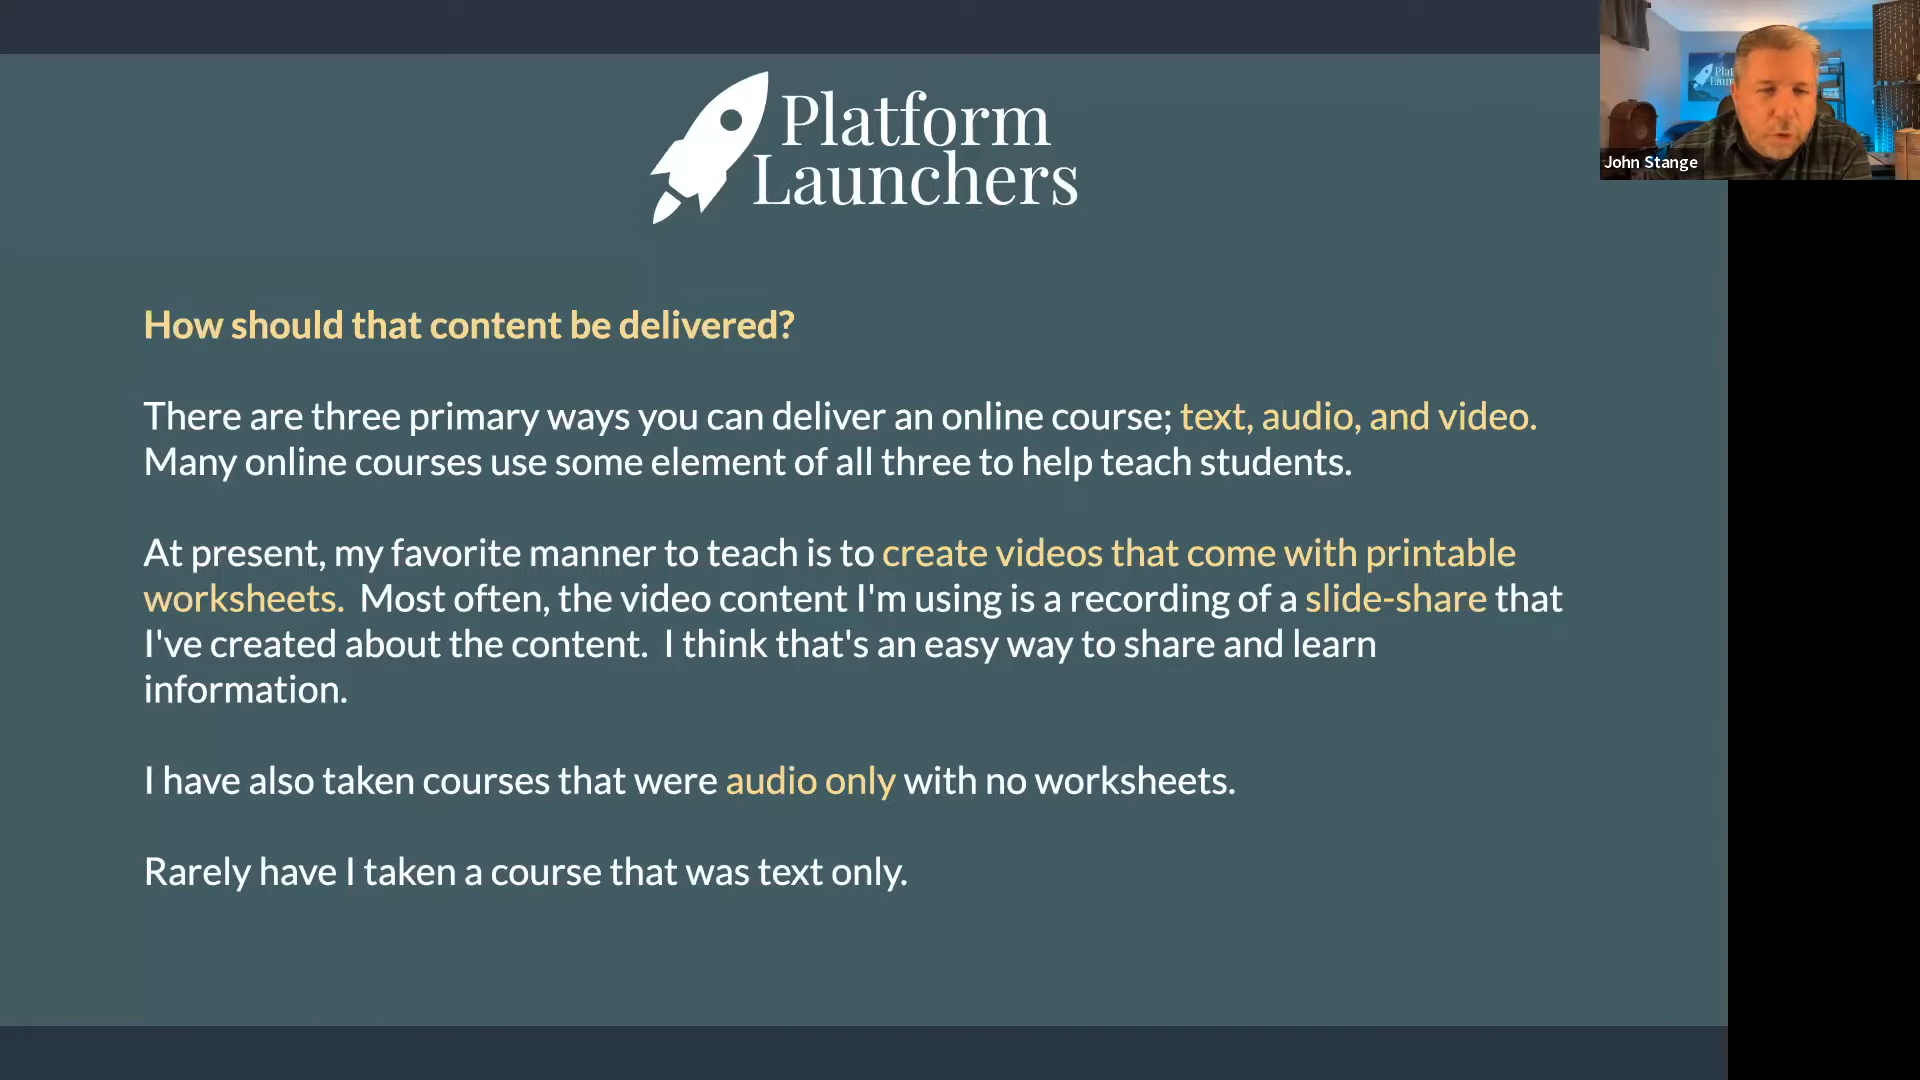 Platform
Launchers
Plat
Laun
John Stange
How should that content be delivered?
There are three primary ways you can deliver an online course; text, audio, and video.
Many online courses use some element of all three to help teach students.
At present, my favorite manner to teach is to create videos that come with printable
worksheets.  Most often, the video content I'm using is a recording of a slide-share that
I've created about the content.  I think that's an easy way to share and learn
information.
I have also taken courses that were audio only with no worksheets.
Rarely have I taken a course that was text only.